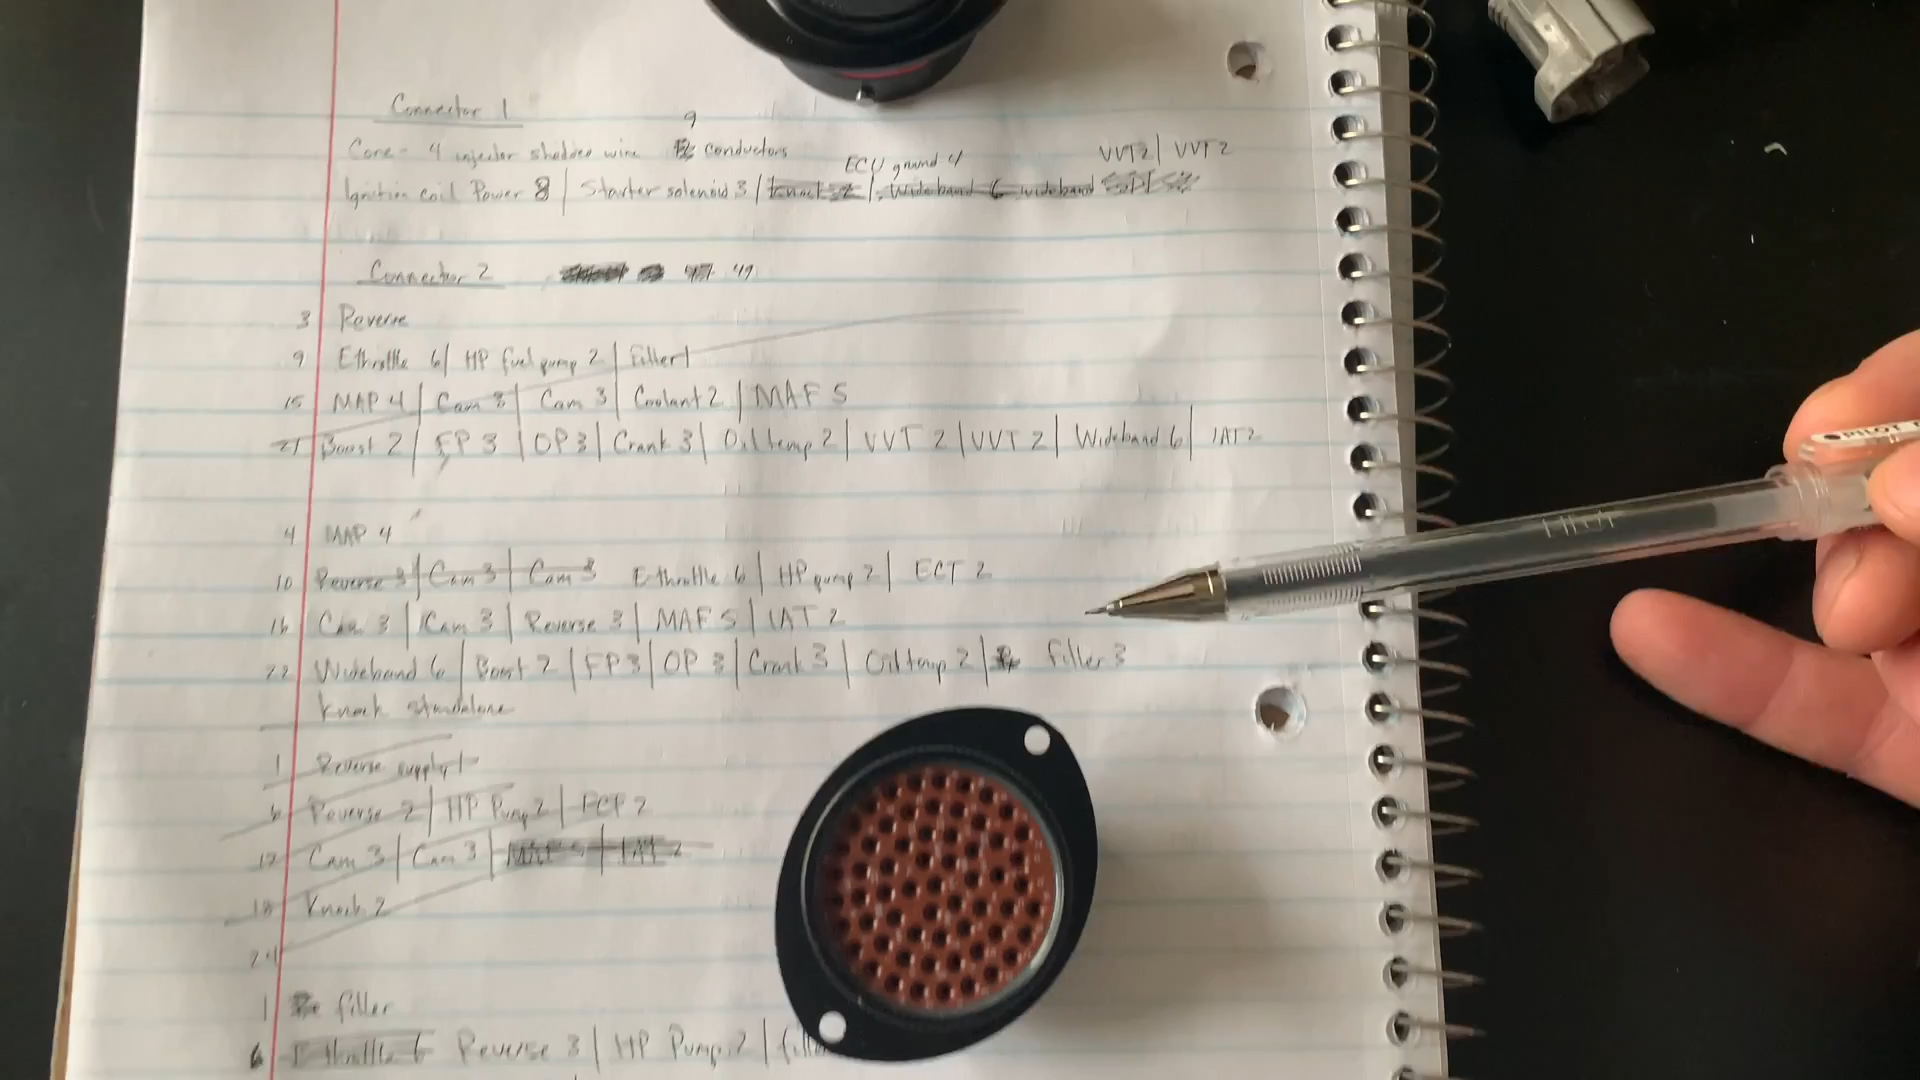 Connector 1
9
Core - 4 injector shedded wire conductors
ECU ground 4 VVT2 | VVT 2
Ignition coil Power 8 | Starter solenoid 3 | Knock 2 | Wideband 6 wideband
Connector 2 47 49
3 Reverse
9 Ethrottle 6 | HP fuel pump 2 | Filler 1
15 MAP 4 | Cam 3 | Cam 3 | Coolant 2 | MAF 5
21 Boost 2 | FP 3 | OP 3 | Crank 3 | Oil temp 2 | VVT 2 | VVT 2 | Wideband 6 | IAT 2
4 MAP 4
10 Reverse 3 | Cam 3 | Cam 3 Ethrottle 6 | HP pump 2 | ECT 2
16 Cam 3 | Cam 3 | Reverse 3 | MAF 5 | IAT 2
22 Wideband 6 | Boost 2 | FP 3 | OP 3 | Crank 3 | Oil temp 2 | filler 3
knock standalone
1 Reverse supply 1
6 Reverse 2 | HP Pump 2 | ECT 2
12 Cam 3 | Cam 3 | MAF 5 | IAT 2
18 Knock 2
24
1 filler
6 Ethrottle 6 Reverse 3 | HP Pump 2 |
PILOT